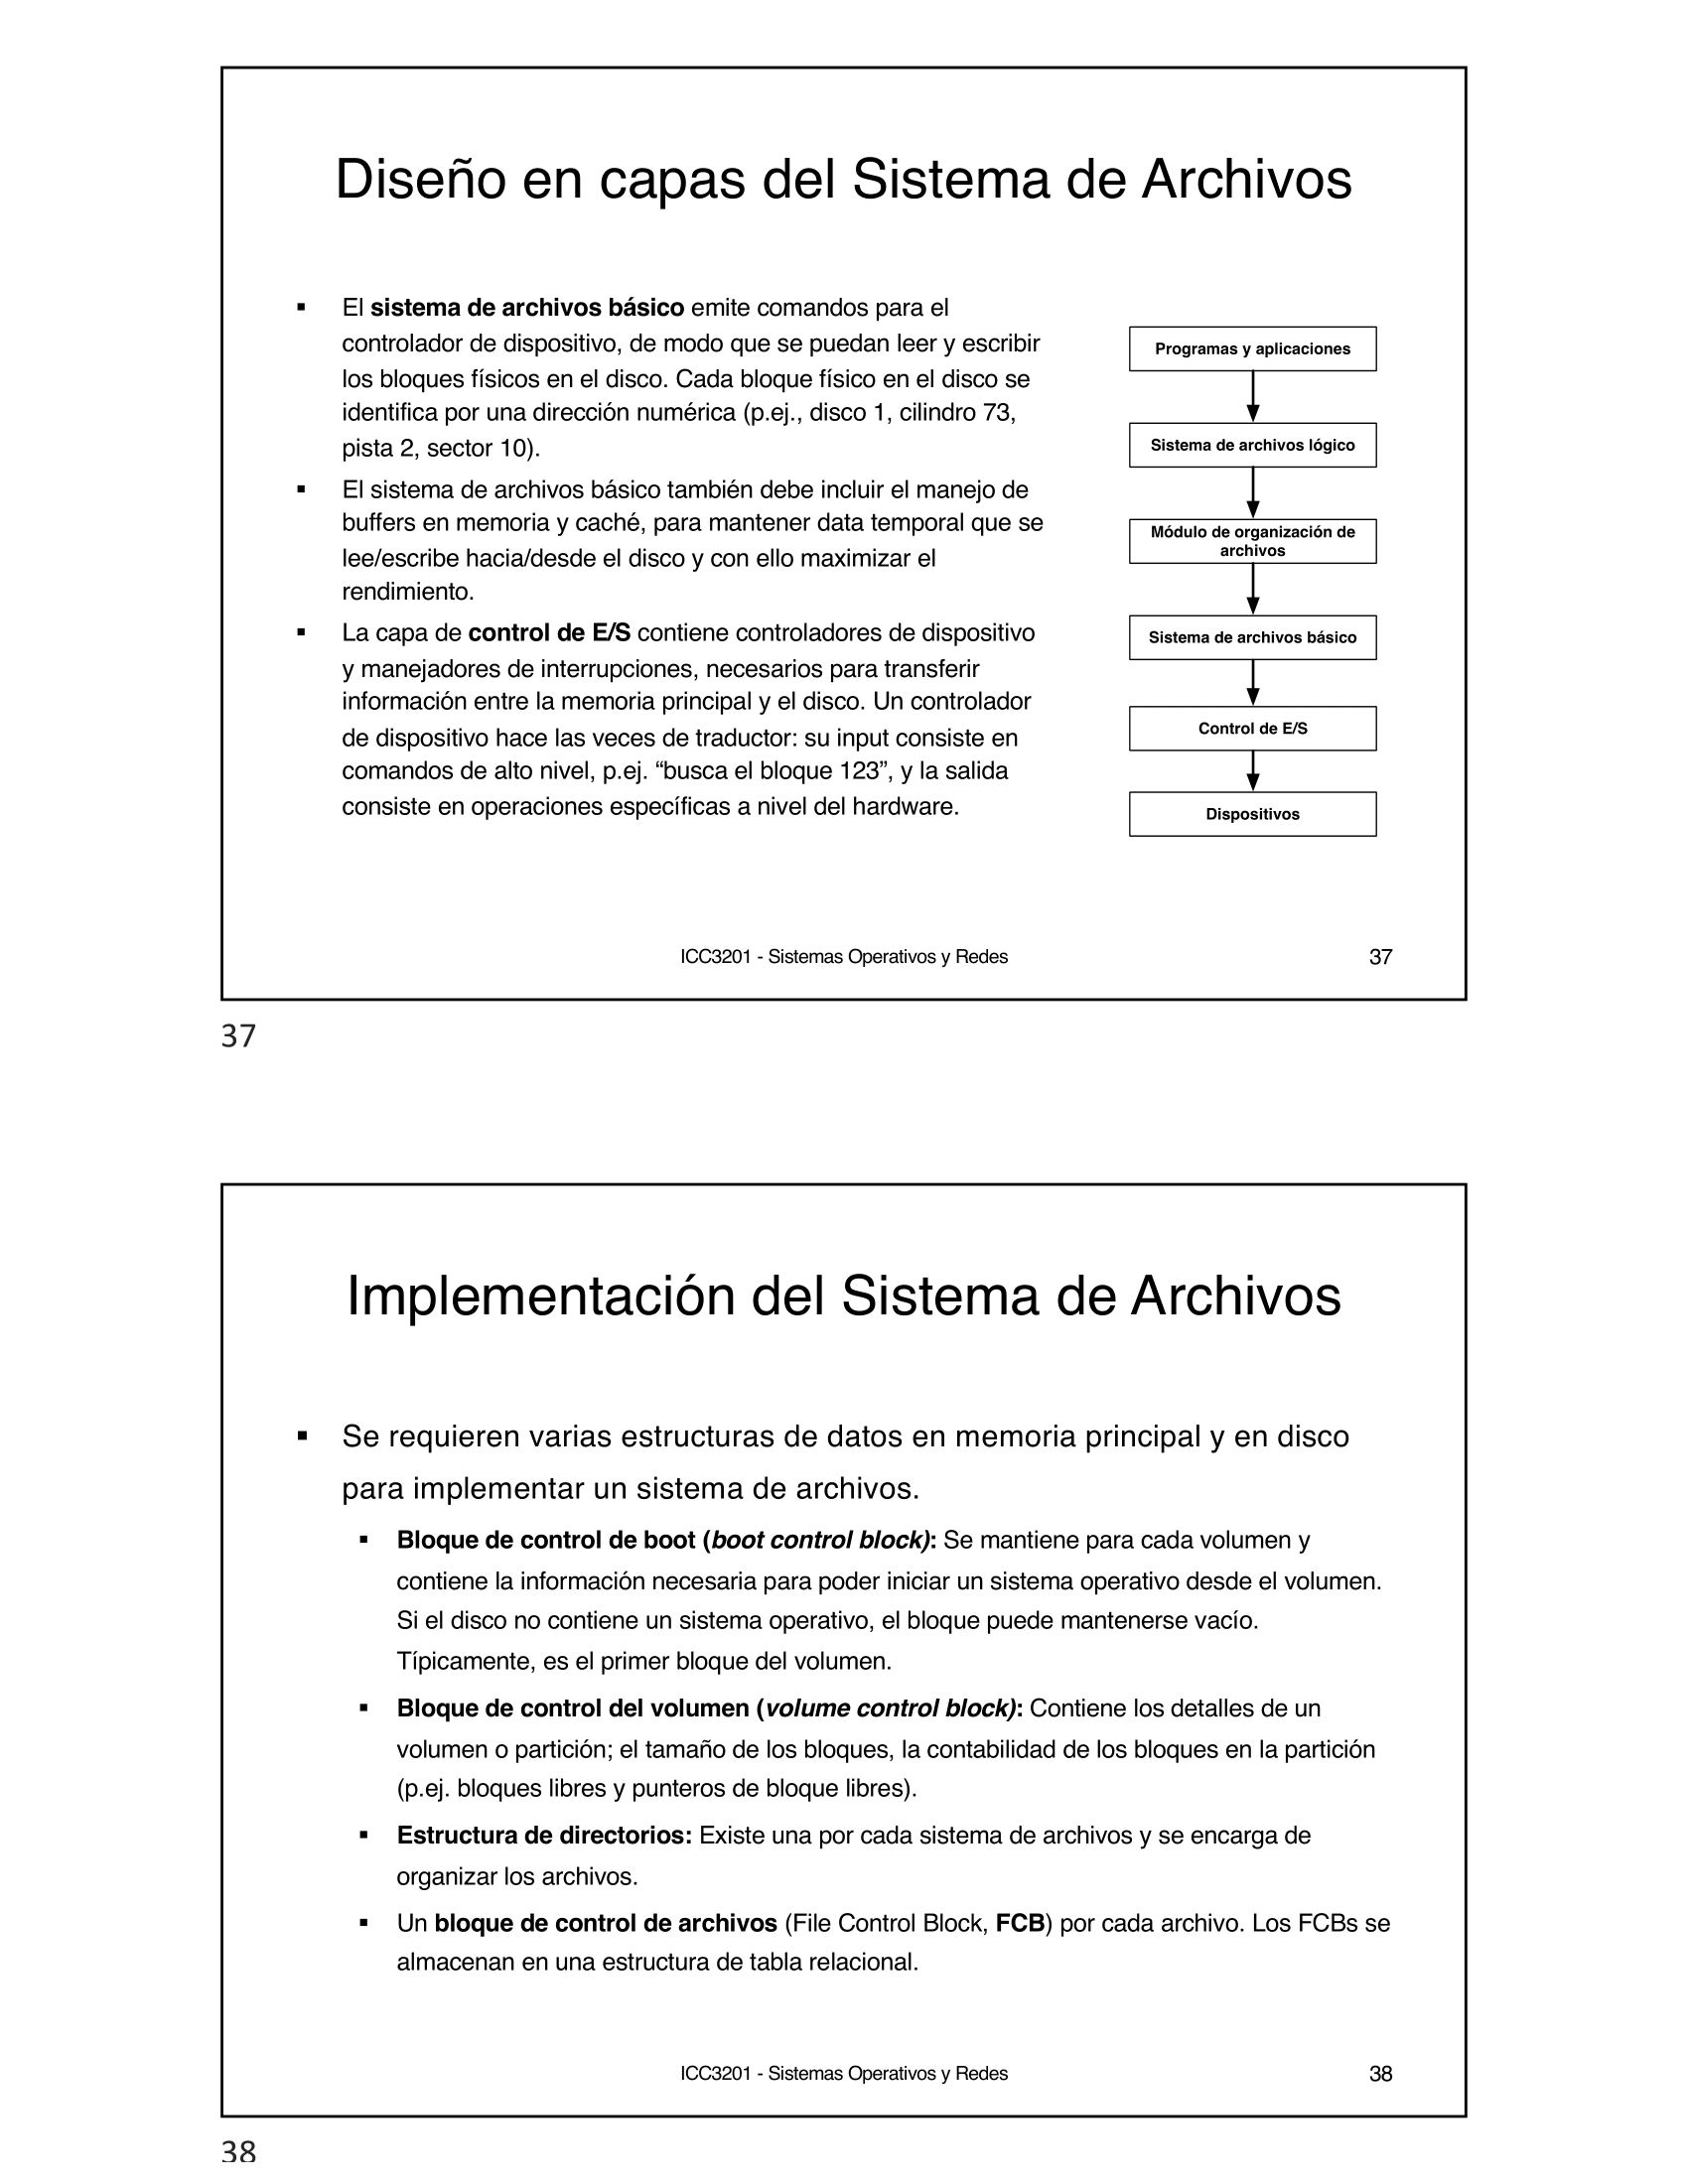 Diseño en capas del Sistema de Archivos
▪ El sistema de archivos básico emite comandos para el
controlador de dispositivo, de modo que se puedan leer y escribir
los bloques físicos en el disco. Cada bloque físico en el disco se
identifica por una dirección numérica (p.ej., disco 1, cilindro 73,
pista 2, sector 10).
▪ El sistema de archivos básico también debe incluir el manejo de
buffers en memoria y caché, para mantener data temporal que se
lee/escribe hacia/desde el disco y con ello maximizar el
rendimiento.
▪ La capa de control de E/S contiene controladores de dispositivo
y manejadores de interrupciones, necesarios para transferir
información entre la memoria principal y el disco. Un controlador
de dispositivo hace las veces de traductor: su input consiste en
comandos de alto nivel, p.ej. “busca el bloque 123”, y la salida
consiste en operaciones específicas a nivel del hardware.
Programas y aplicaciones
Sistema de archivos lógico
Módulo de organización de
archivos
Sistema de archivos básico
Control de E/S
Dispositivos
ICC3201 - Sistemas Operativos y Redes
37
37
Implementación del Sistema de Archivos
▪ Se requieren varias estructuras de datos en memoria principal y en disco
para implementar un sistema de archivos.
▪ Bloque de control de boot (boot control block): Se mantiene para cada volumen y
contiene la información necesaria para poder iniciar un sistema operativo desde el volumen.
Si el disco no contiene un sistema operativo, el bloque puede mantenerse vacío.
Típicamente, es el primer bloque del volumen.
▪ Bloque de control del volumen (volume control block): Contiene los detalles de un
volumen o partición; el tamaño de los bloques, la contabilidad de los bloques en la partición
(p.ej. bloques libres y punteros de bloque libres).
▪ Estructura de directorios: Existe una por cada sistema de archivos y se encarga de
organizar los archivos.
▪ Un bloque de control de archivos (File Control Block, FCB) por cada archivo. Los FCBs se
almacenan en una estructura de tabla relacional.
ICC3201 - Sistemas Operativos y Redes
38
38